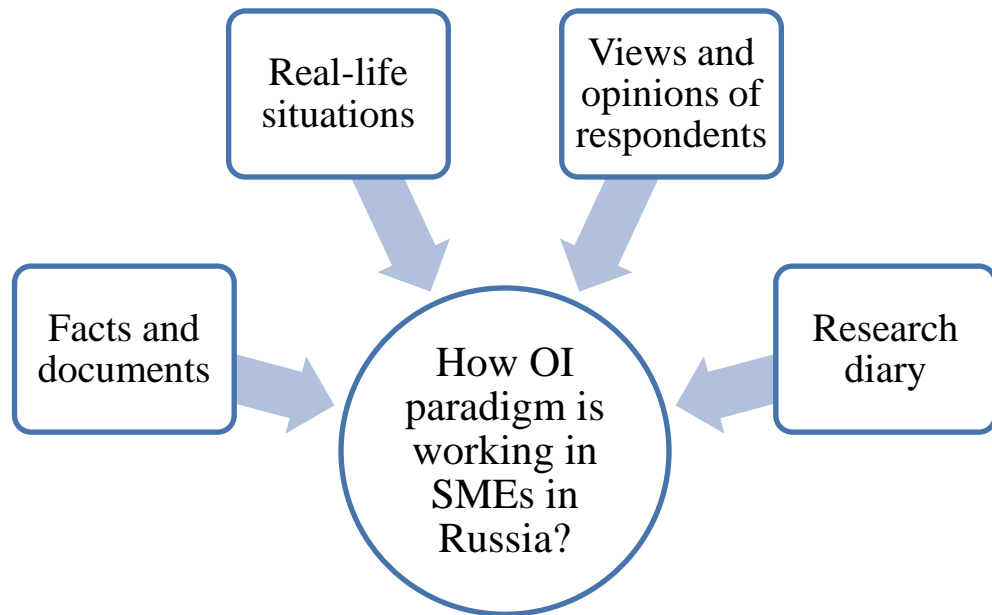 Real-life
situations
Views and
opinions of
respondents
Facts and
documents
Research
diary
How OI
paradigm is
working in
SMEs in
Russia?